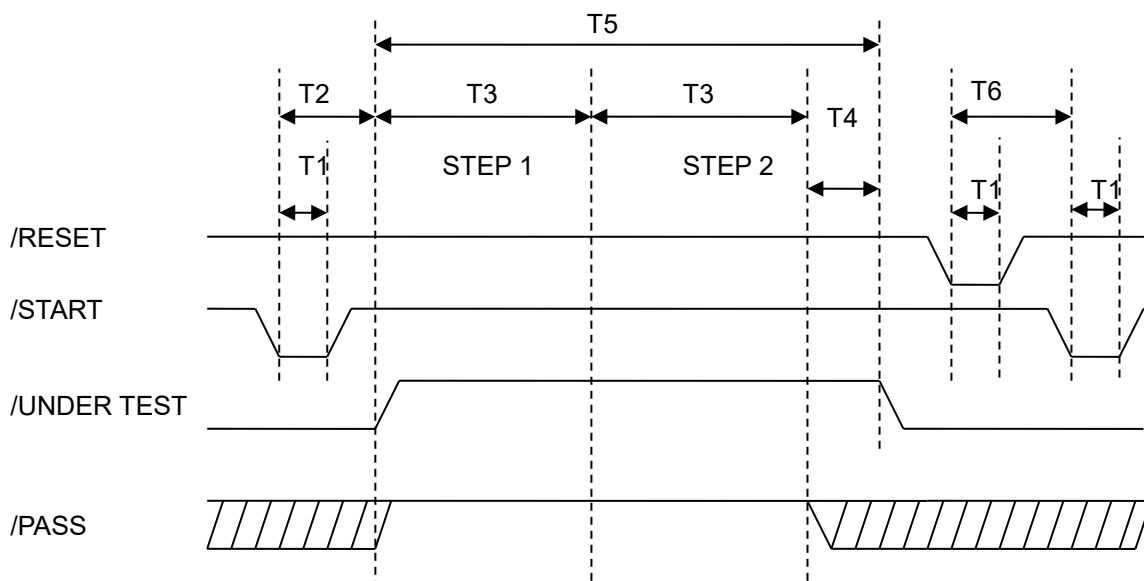 T5
T2
T3
T3
T4
T6
T1
STEP 1
STEP 2
T1
T1
/RESET
/START
/UNDER TEST
/PASS